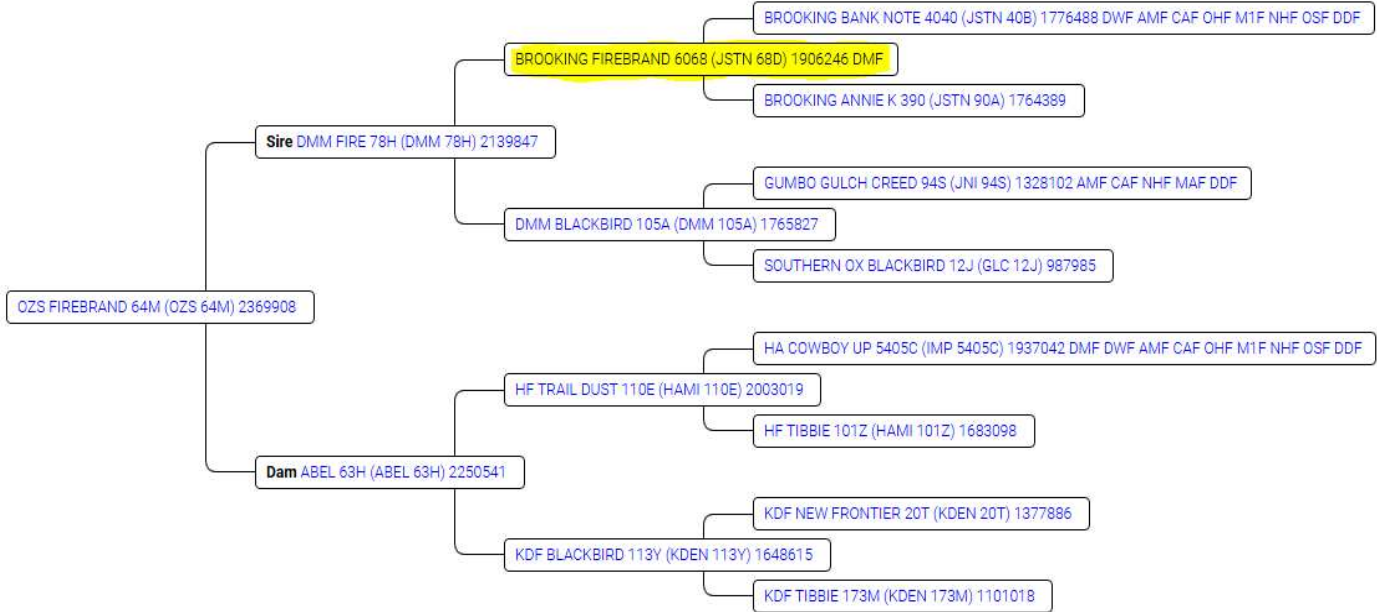 BROOKING BANK NOTE 4040 (JSTN 40B) 1776488 DWF AMF CAF OHF M1F NHF OSF DDF
BROOKING FIREBRAND 6068 (JSTN 68D) 1906246 DMF
BROOKING ANNIE K 390 (JSTN 90A) 1764389
Sire DMM FIRE 78H (DMM 78H) 2139847
GUMBO GULCH CREED 94S (JNI 94S) 1328102 AMF CAF NHF MAF DDF
DMM BLACKBIRD 105A (DMM 105A) 1765827
SOUTHERN OX BLACKBIRD 12J (GLC 12J) 987985
OZS FIREBRAND 64M (OZS 64M) 2369908
HA COWBOY UP 5405C (IMP 5405C) 1937042 DMF DWF AMF CAF OHF M1F NHF OSF DDF
HF TRAIL DUST 110E (HAMI 110E) 2003019
HF TIBBIE 101Z (HAMI 101Z) 1683098
Dam ABEL 63H (ABEL 63H) 2250541
KDF NEW FRONTIER 20T (KDEN 20T) 1377886
KDF BLACKBIRD 113Y (KDEN 113Y) 1648615
KDF TIBBIE 173M (KDEN 173M) 1101018